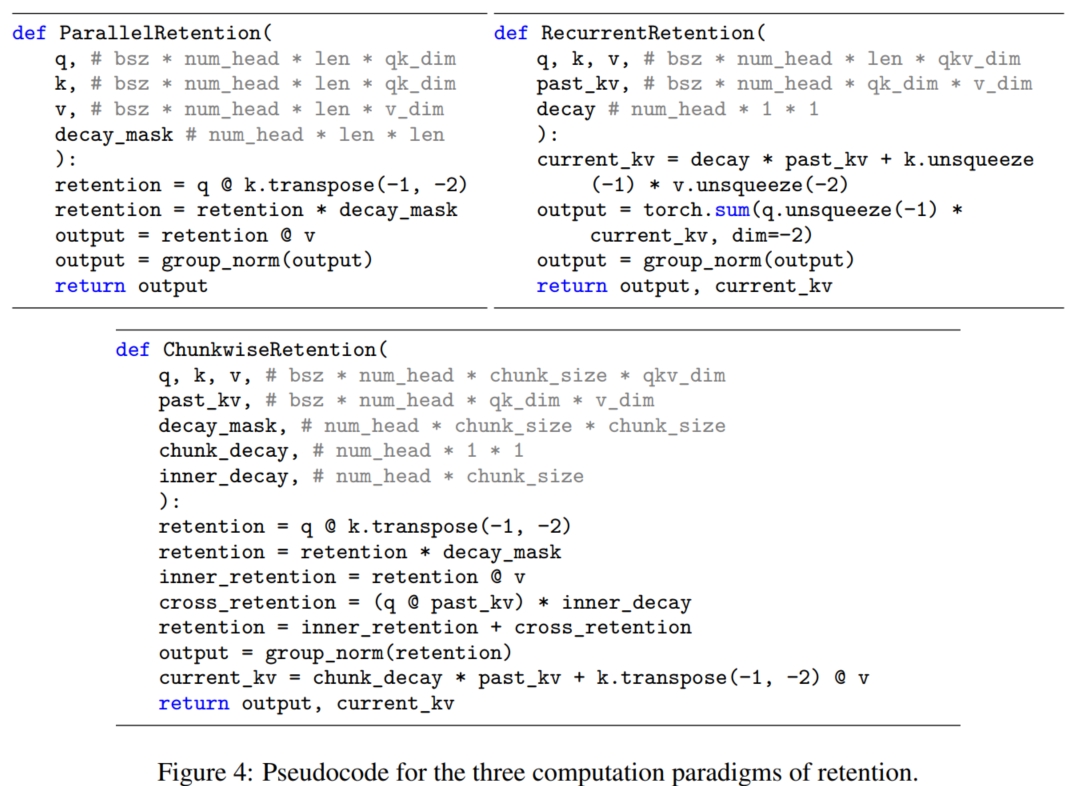 def ParallelRetention(
q, # bsz * num_head * len * qk_dim
k, # bsz * num_head * len * qk_dim
v, # bsz * num_head * len * v_dim
decay_mask # num_head * len * len
):
retention = q @ k.transpose(-1, -2)
retention = retention * decay_mask
output = retention @ v
output = group_norm(output)
return output
def RecurrentRetention(
q, k, v, # bsz * num_head * len * qkv_dim
past_kv, # bsz * num_head * qk_dim * v_dim
decay # num_head * 1 * 1
):
current_kv = decay * past_kv + k.unsqueeze
(-1) * v.unsqueeze(-2)
output = torch.sum(q.unsqueeze(-1) *
current_kv, dim=-2)
output = group_norm(output)
return output, current_kv
def ChunkwiseRetention(
q, k, v, # bsz * num_head * chunk_size * qkv_dim
past_kv, # bsz * num_head * qk_dim * v_dim
decay_mask, # num_head * chunk_size * chunk_size
chunk_decay, # num_head * 1 * 1
inner_decay, # num_head * chunk_size
):
retention = q @ k.transpose(-1, -2)
retention = retention * decay_mask
inner_retention = retention @ v
cross_retention = (q @ past_kv) * inner_decay
retention = inner_retention + cross_retention
output = group_norm(retention)
current_kv = chunk_decay * past_kv + k.transpose(-1, -2) @ v
return output, current_kv
Figure 4: Pseudocode for the three computation paradigms of retention.